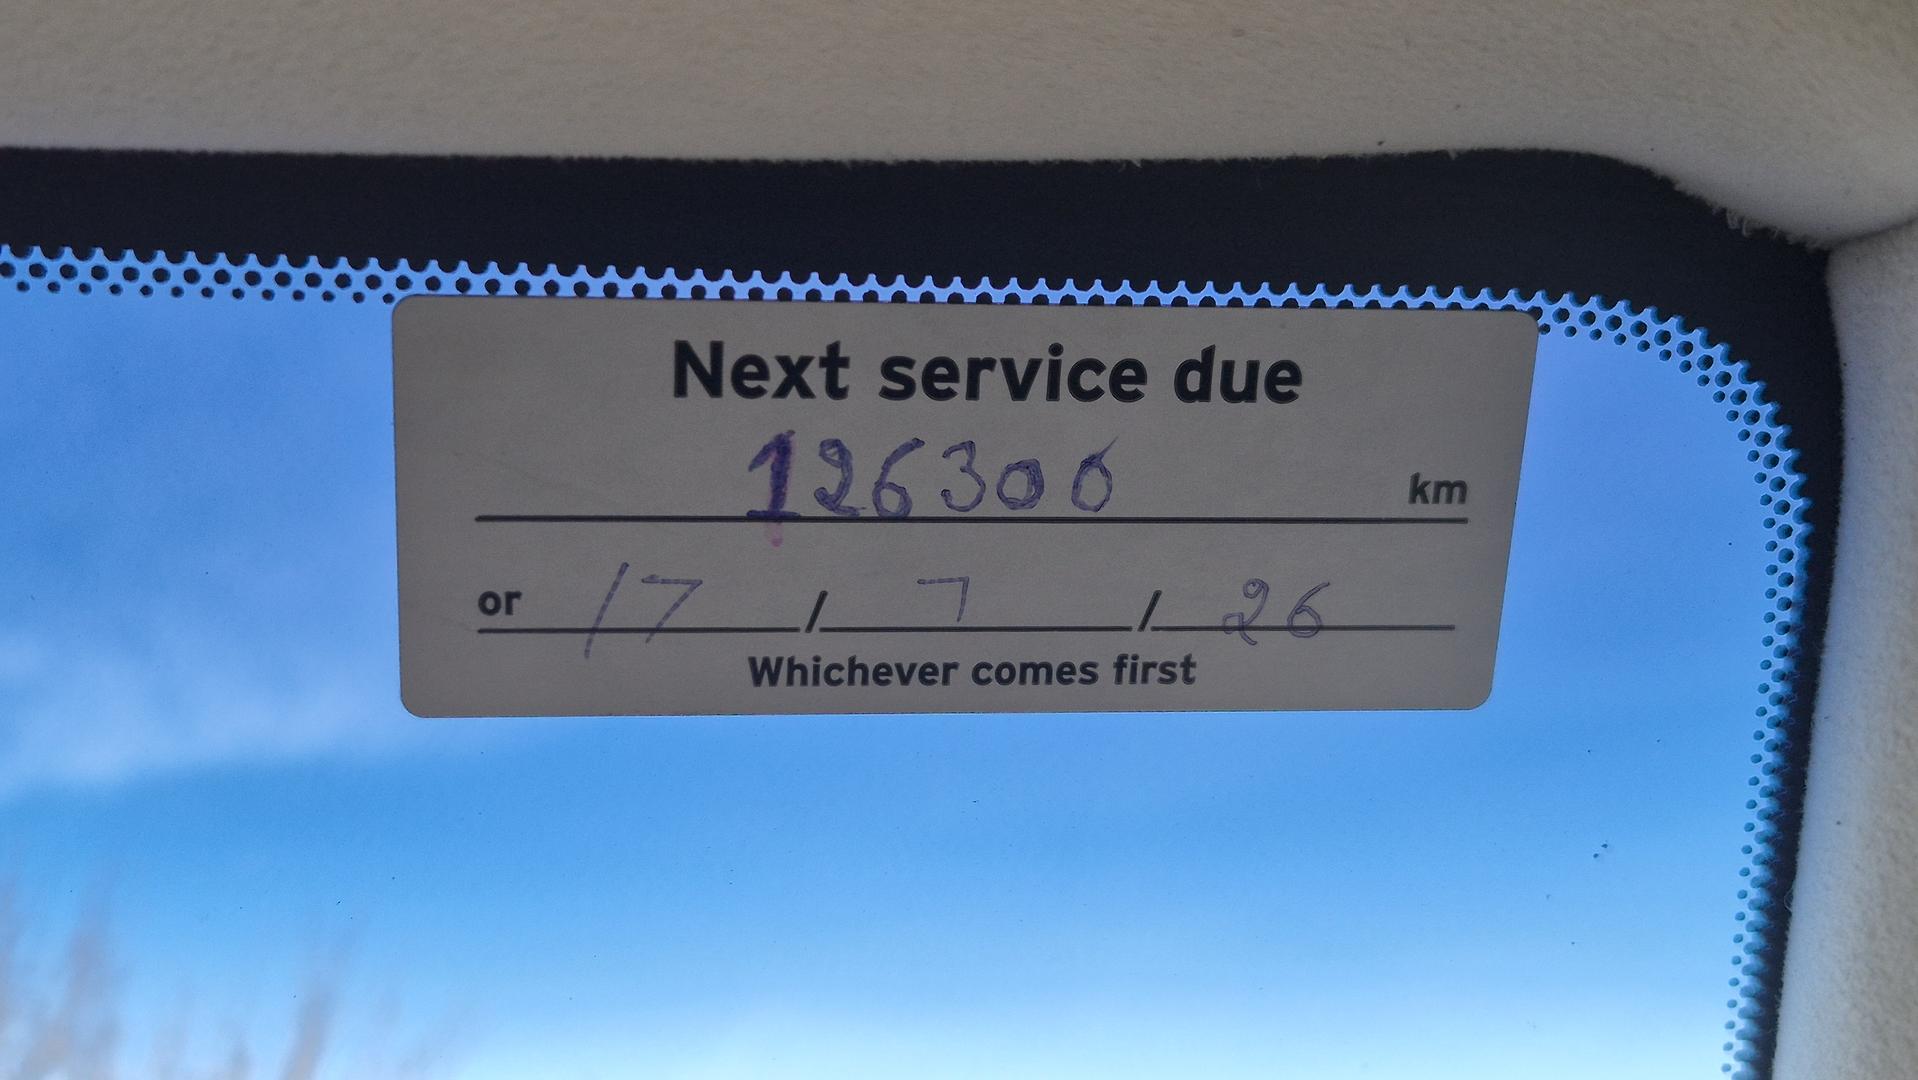 Next service due
126300 km
or 17 / 7 / 26
Whichever comes first